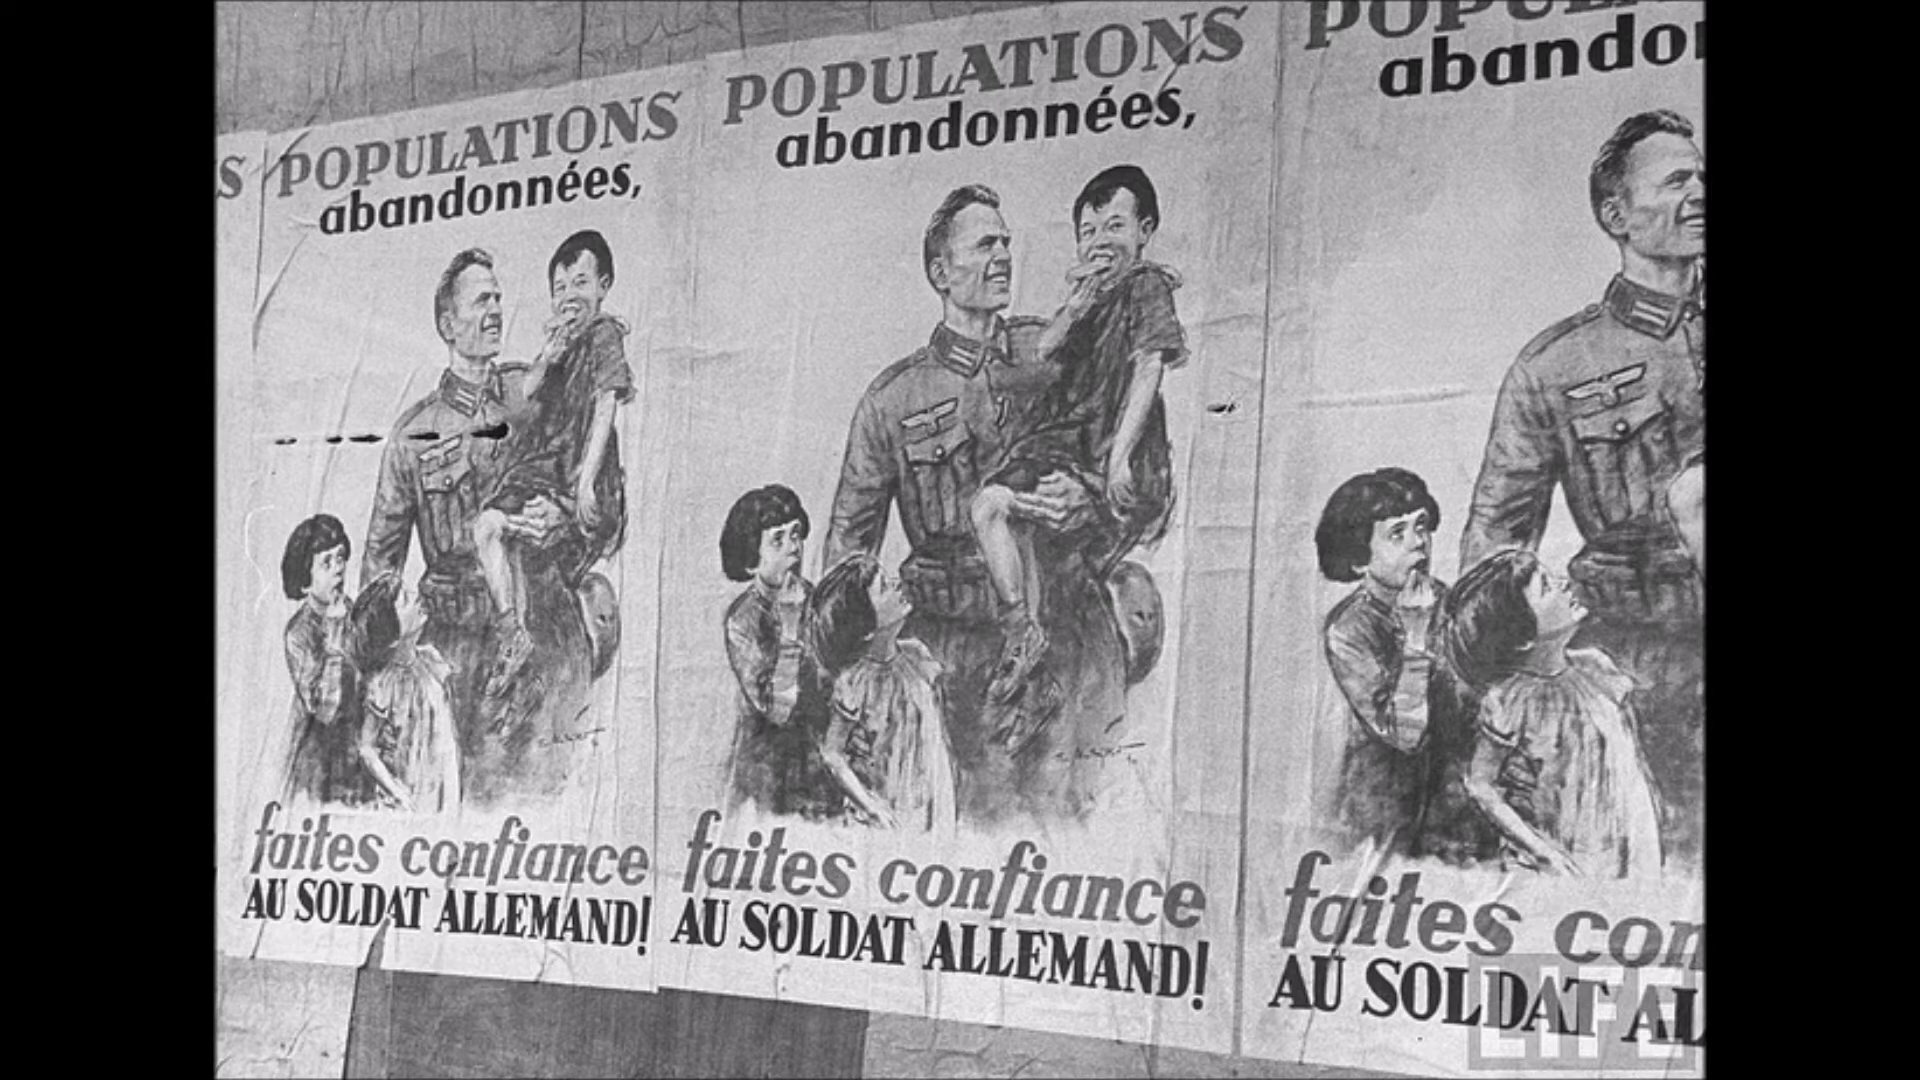 S
POPULATIONS
abandonnées,
faites confiance
AU SOLDAT ALLEMAND!
POPULATIONS
abandonnées,
faites confiance
AU SOLDAT ALLEMAND!
abando
faites con
AU SOLDAT AL
LIFE